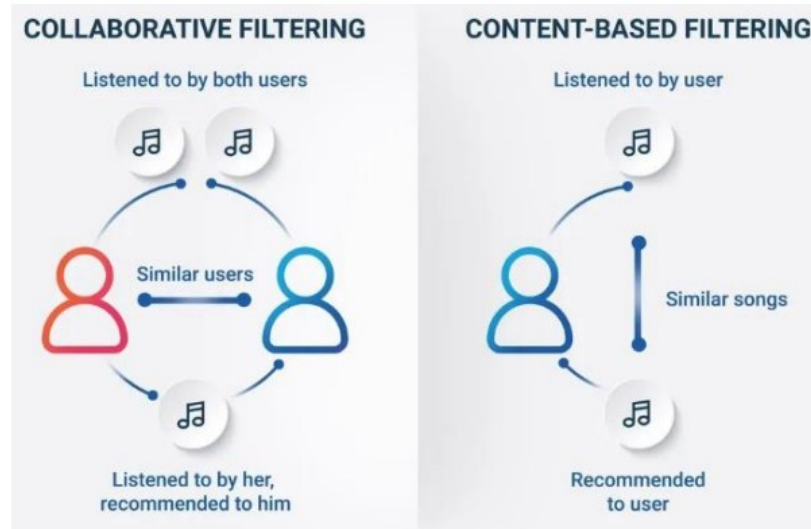 COLLABORATIVE FILTERING
Listened to by both users
Similar users
Listened to by her,
recommended to him
CONTENT-BASED FILTERING
Listened to by user
Similar songs
Recommended
to user